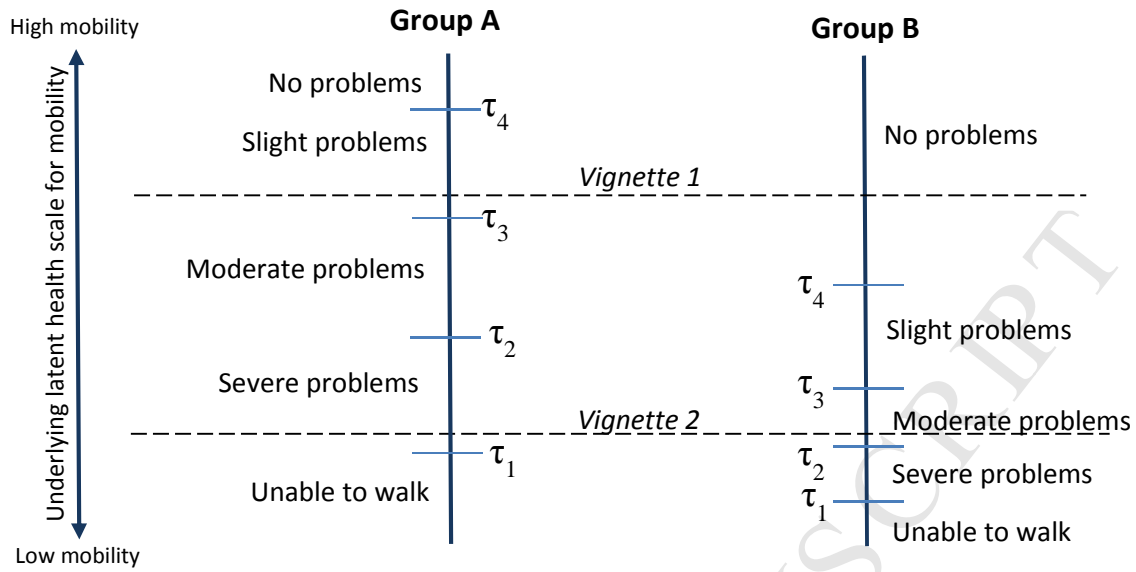 High mobility
Group A
Group B
Underlying latent health scale for mobility
No problems
τ4
Slight problems
No problems
Vignette 1
τ3
Moderate problems
τ4
τ2
Slight problems
Severe problems
τ3
Vignette 2
Moderate problems
τ1
τ2
Severe problems
Unable to walk
τ1
Unable to walk
Low mobility
SCRIPT